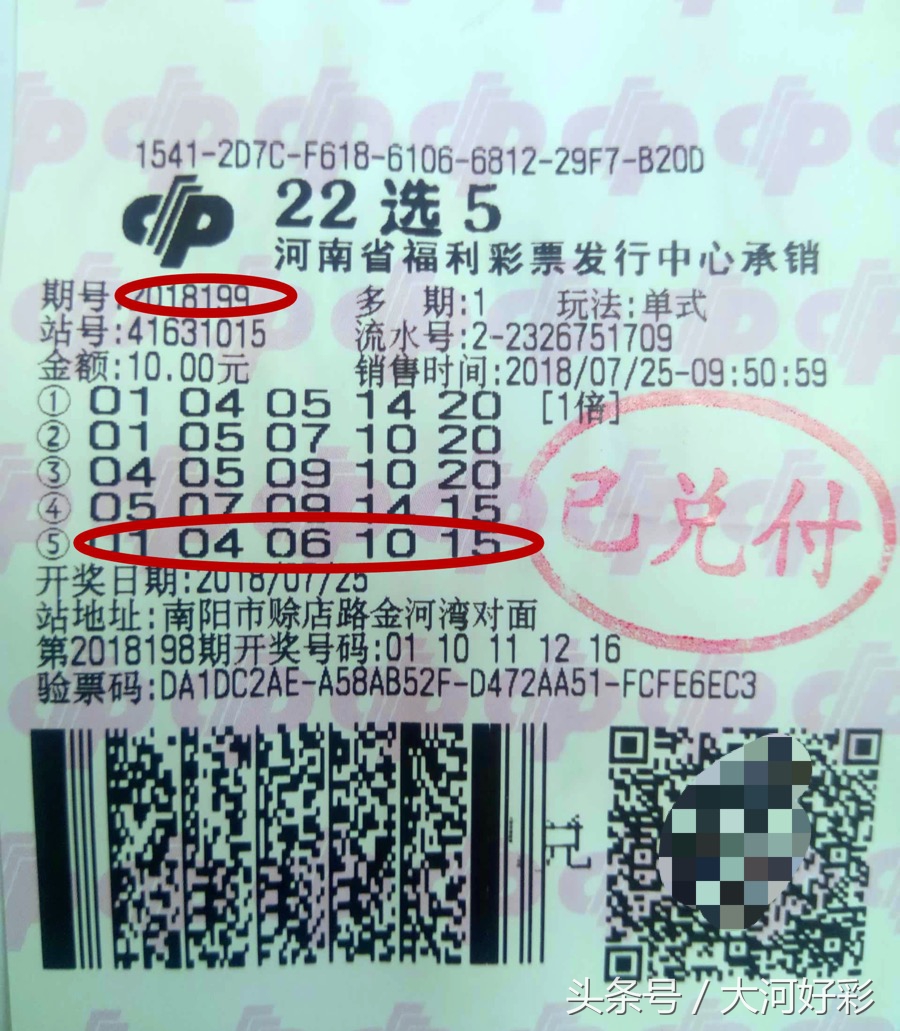 1541-2D7C-F618-6106-6812-29F7-B20D
22选5
河南省福利彩票发行中心承销
期号:2018199 多 期:1 玩法:单式
站号:41631015 流水号:2-2326751709
金额:10.00元 销售时间:2018/07/25-09:50:59
① 01 04 05 14 20 [1倍]
② 01 05 07 10 20
③ 04 05 09 10 20
④ 05 07 09 14 15
⑤ 04 06 10 15
已兑付
开奖日期:2018/07/25
站地址:南阳市赊店路金河湾对面
第2018198期开奖号码:01 10 11 12 16
验票码:DA1DC2AE-A58AB52F-D472AA51-FCFE6EC3
头条号/大河好彩